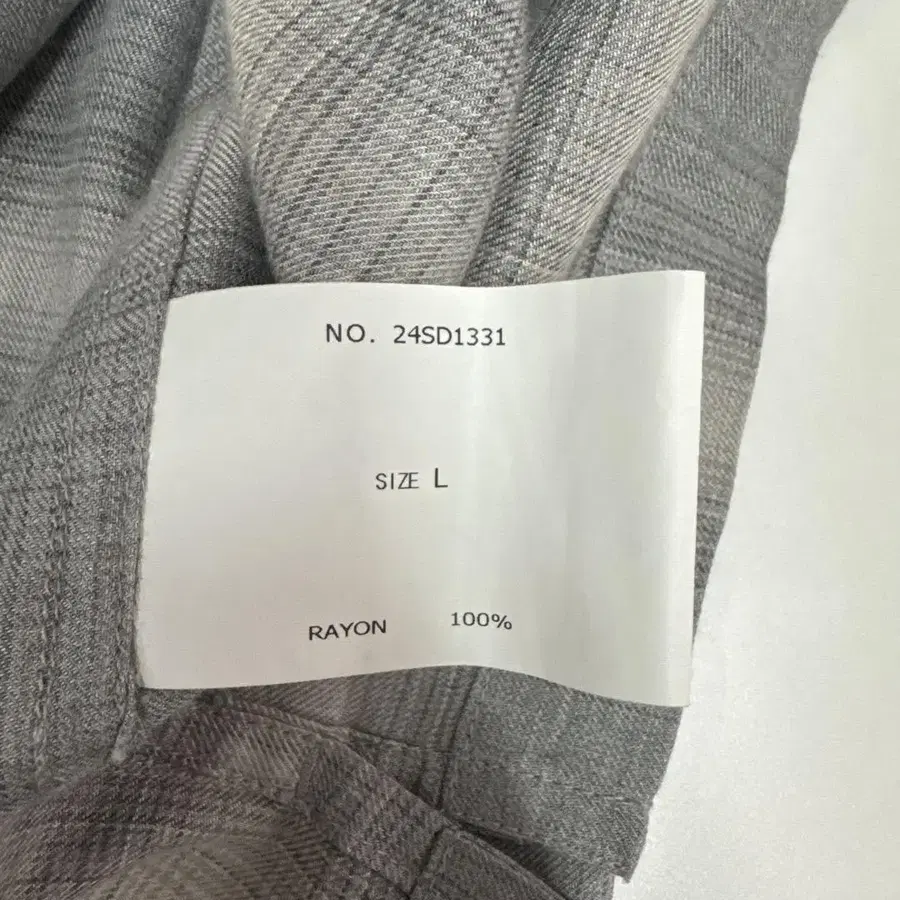 NO. 24SD1331
SIZE L
RAYON 100%